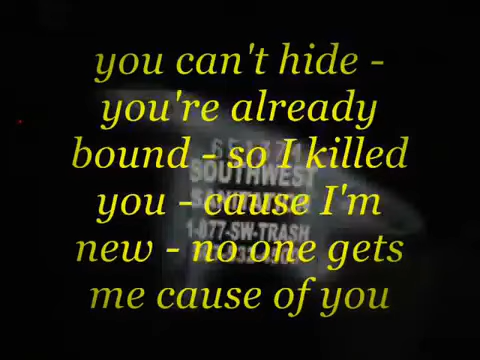 you can't hide -
you're already
bound - so I killed
you - cause I'm
new - no one gets
me cause of you
SOUTHWEST
1-877-SW-TRASH